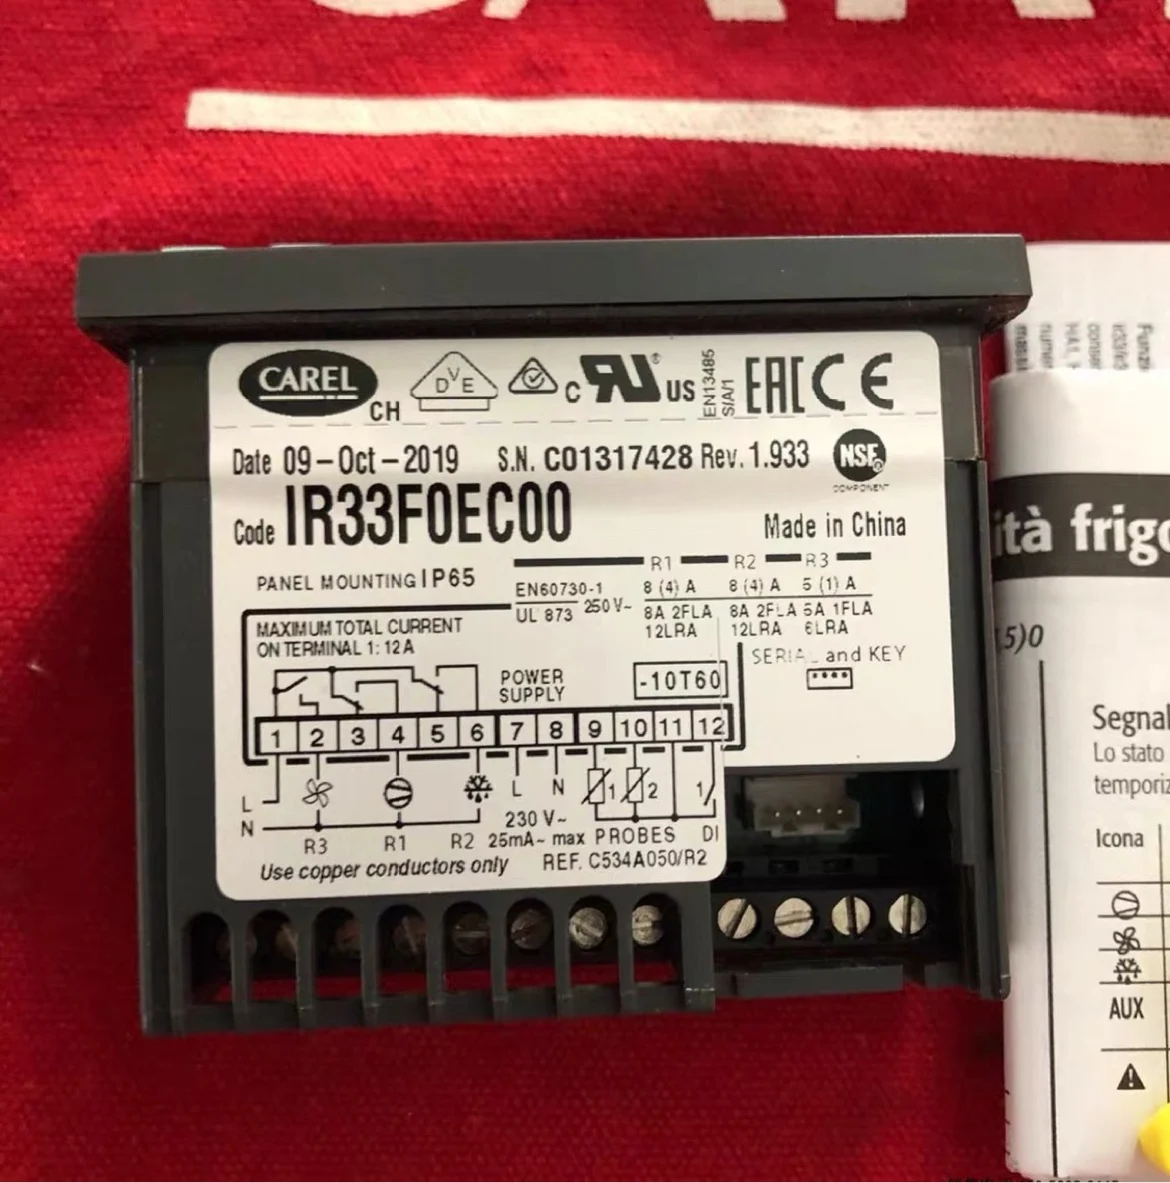 CAREL
CH
DVE
c RU US
®
EN13485
S/A/1
EAC CE
Date 09-Oct-2019 S.N. C01317428 Rev. 1.933
NSF®
COMPONENT
Code IR33F0EC00
Made in China
R1 R2 R3
PANEL MOUNTING IP65
EN60730-1 8 (4) A 8 (4) A 5 (1) A
UL 873 250 V~
8A 2FLA 8A 2FLA 5A 1FLA
12LRA 12LRA 6LRA
MAXIMUM TOTAL CURRENT
ON TERMINAL 1: 12A
SERIAL and KEY
POWER
SUPPLY
-10T60
1 2 3 4 5 6 7 8 9 10 11 12
L L N 1 2 1
N
230 V~
R3 R1 R2 25mA~ max PROBES DI
Use copper conductors only REF. C534A050/R2
ità frigo
.5)0
Segnal
Lo stato
temporiz
Icona
AUX